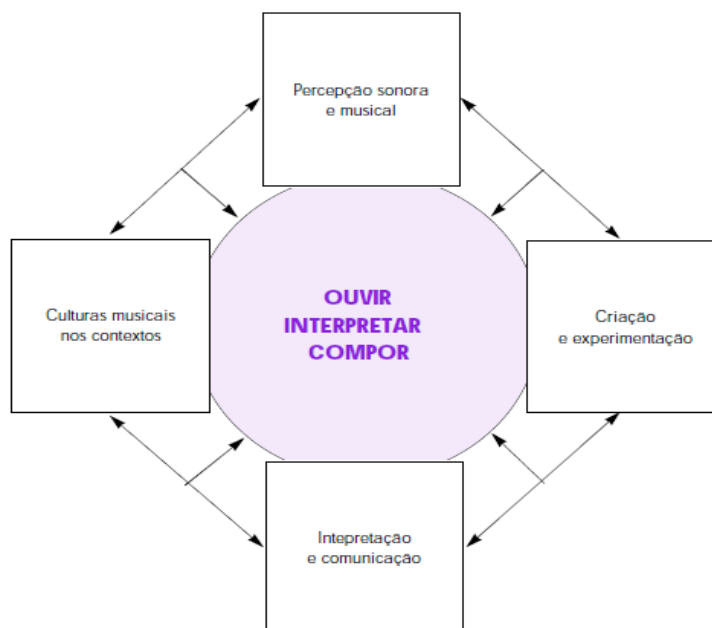 Percepção sonora
e musical
Culturas musicais
nos contextos
OUVIR
INTERPRETAR
COMPOR
Criação
e experimentação
Intepretação
e comunicação